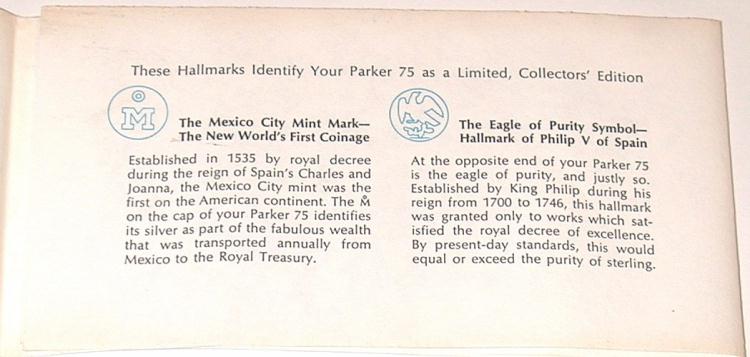 These Hallmarks Identify Your Parker 75 as a Limited, Collectors' Edition
M
The Mexico City Mint Mark—
The New World's First Coinage
Established in 1535 by royal decree
during the reign of Spain's Charles and
Joanna, the Mexico City mint was the
first on the American continent. The M̊
on the cap of your Parker 75 identifies
its silver as part of the fabulous wealth
that was transported annually from
Mexico to the Royal Treasury.
The Eagle of Purity Symbol—
Hallmark of Philip V of Spain
At the opposite end of your Parker 75
is the eagle of purity, and justly so.
Established by King Philip during his
reign from 1700 to 1746, this hallmark
was granted only to works which sat-
isfied the royal decree of excellence.
By present-day standards, this would
equal or exceed the purity of sterling.